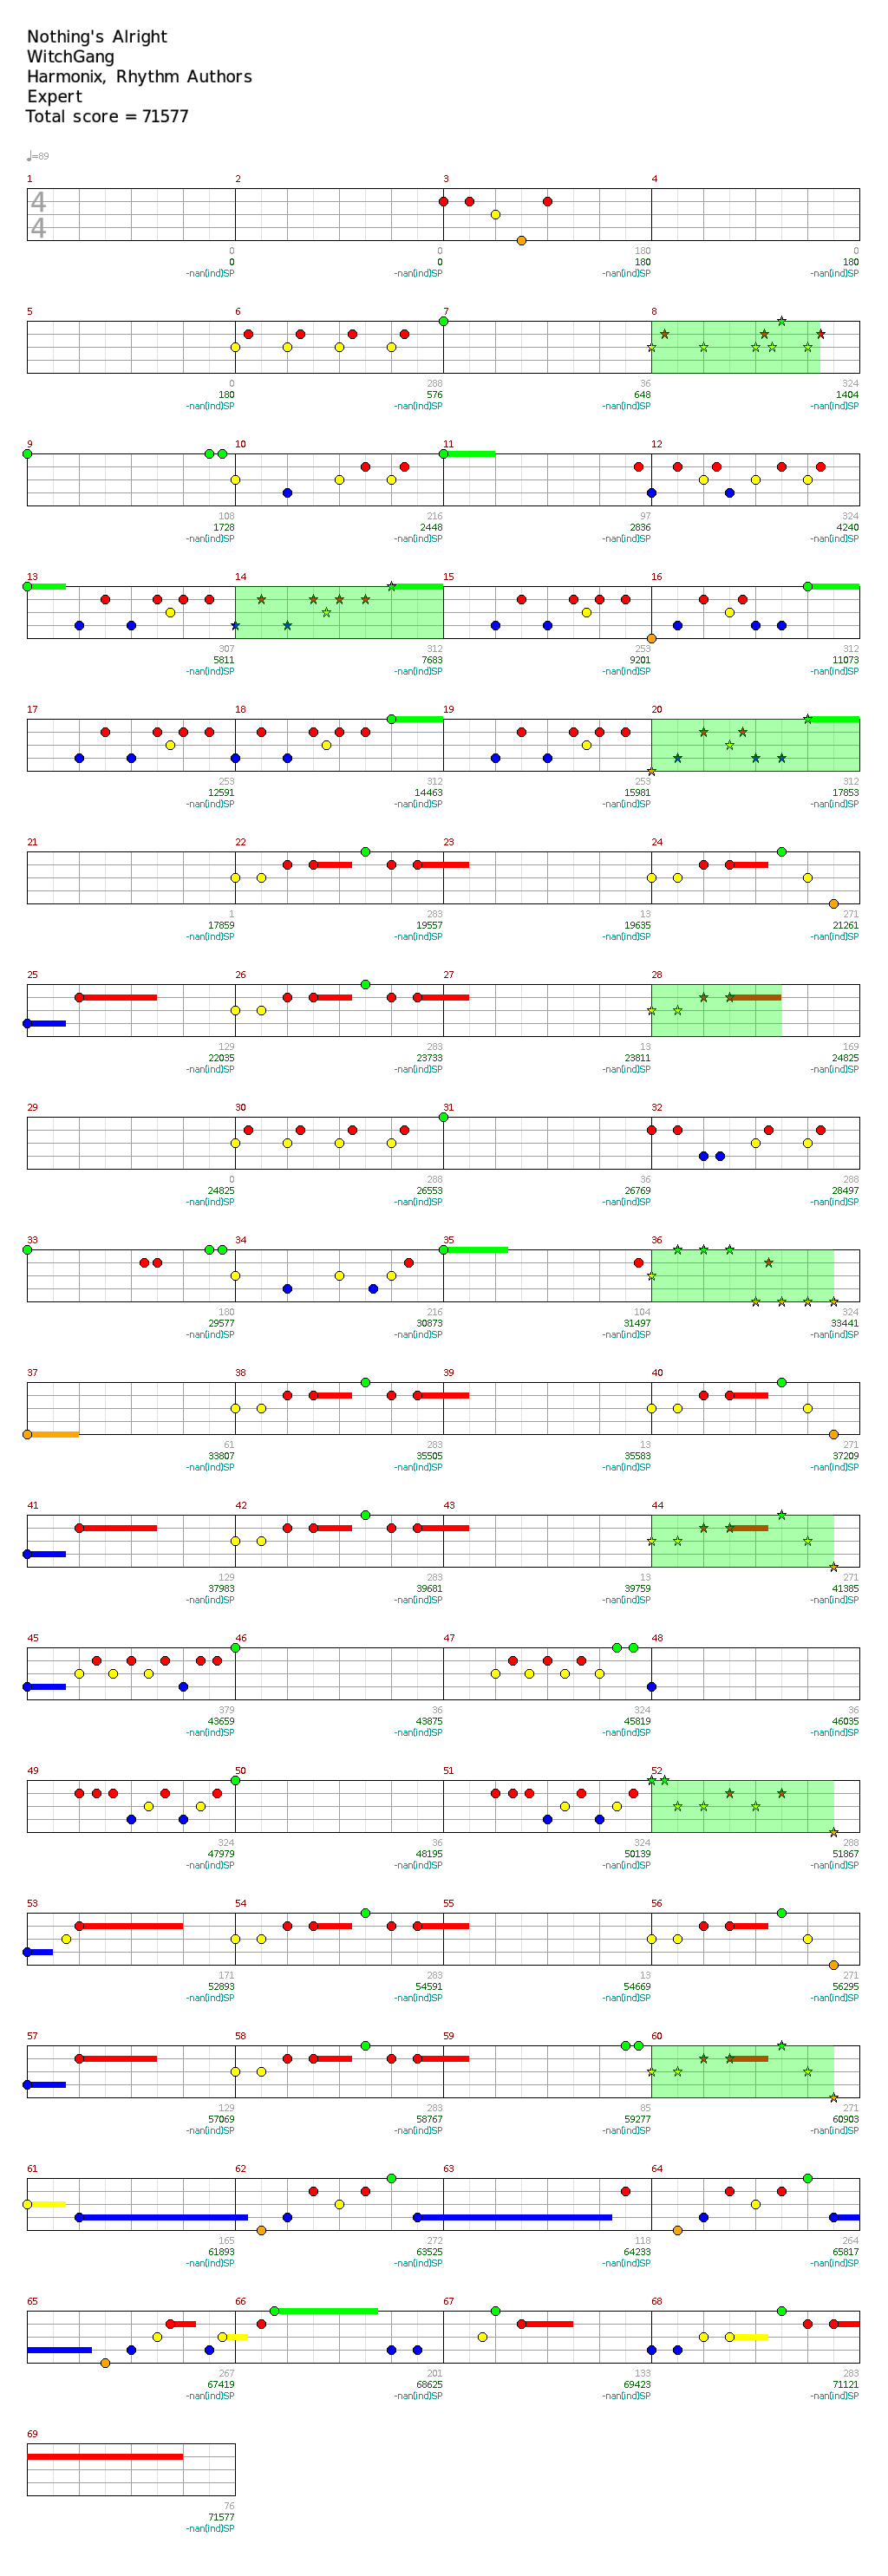 Nothing's Alright
WitchGang
Harmonix, Rhythm Authors
Expert
Total score = 71577
♩=89
1 2 3 4
4
4
0 0 180 0
0 0 180 180
-nan(ind)SP -nan(ind)SP -nan(ind)SP -nan(ind)SP
5 6 7 8
0 288 36 324
180 576 648 1404
-nan(ind)SP -nan(ind)SP -nan(ind)SP -nan(ind)SP
9 10 11 12
108 216 97 324
1728 2448 2836 4240
-nan(ind)SP -nan(ind)SP -nan(ind)SP -nan(ind)SP
13 14 15 16
307 312 253 312
5811 7683 9201 11073
-nan(ind)SP -nan(ind)SP -nan(ind)SP -nan(ind)SP
17 18 19 20
253 312 253 312
12591 14463 15981 17853
-nan(ind)SP -nan(ind)SP -nan(ind)SP -nan(ind)SP
21 22 23 24
1 283 13 271
17859 19557 19635 21261
-nan(ind)SP -nan(ind)SP -nan(ind)SP -nan(ind)SP
25 26 27 28
129 283 13 169
22035 23733 23811 24825
-nan(ind)SP -nan(ind)SP -nan(ind)SP -nan(ind)SP
29 30 31 32
0 288 36 288
24825 26553 26769 28497
-nan(ind)SP -nan(ind)SP -nan(ind)SP -nan(ind)SP
33 34 35 36
180 216 104 324
29577 30873 31497 33441
-nan(ind)SP -nan(ind)SP -nan(ind)SP -nan(ind)SP
37 38 39 40
61 283 13 271
33807 35505 35583 37209
-nan(ind)SP -nan(ind)SP -nan(ind)SP -nan(ind)SP
41 42 43 44
129 283 13 271
37983 39681 39759 41385
-nan(ind)SP -nan(ind)SP -nan(ind)SP -nan(ind)SP
45 46 47 48
379 36 324 36
43659 43875 45819 46035
-nan(ind)SP -nan(ind)SP -nan(ind)SP -nan(ind)SP
49 50 51 52
324 36 324 288
47979 48195 50139 51867
-nan(ind)SP -nan(ind)SP -nan(ind)SP -nan(ind)SP
53 54 55 56
171 283 13 271
52893 54591 54669 56295
-nan(ind)SP -nan(ind)SP -nan(ind)SP -nan(ind)SP
57 58 59 60
129 283 85 271
57069 58767 59277 60903
-nan(ind)SP -nan(ind)SP -nan(ind)SP -nan(ind)SP
61 62 63 64
165 272 118 264
61893 63525 64233 65817
-nan(ind)SP -nan(ind)SP -nan(ind)SP -nan(ind)SP
65 66 67 68
267 201 133 283
67419 68625 69423 71121
-nan(ind)SP -nan(ind)SP -nan(ind)SP -nan(ind)SP
69
76
71577
-nan(ind)SP